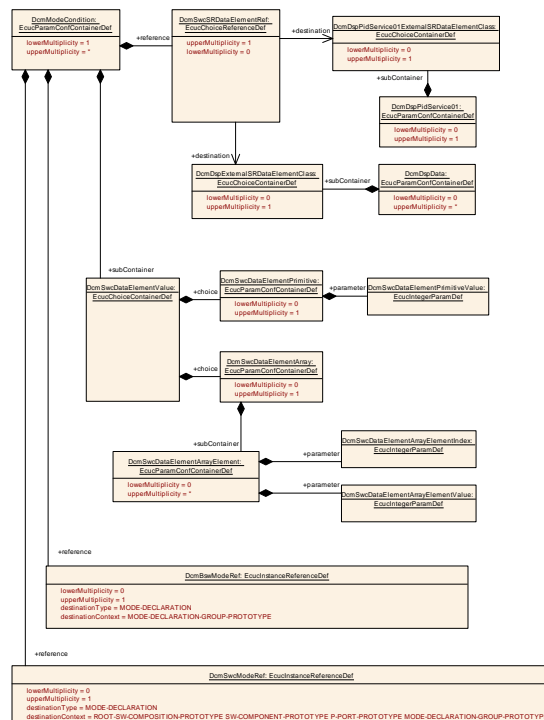 DcmModeCondition:
EcucParamConfContainerDef
lowerMultiplicity = 1
upperMultiplicity = *
+reference
DcmSwcSRDataElementRef:
EcucChoiceReferenceDef
upperMultiplicity = 1
lowerMultiplicity = 0
+destination
DcmDspPidService01ExternalSRDataElementClass:
EcucChoiceContainerDef
lowerMultiplicity = 0
upperMultiplicity = 1
+subContainer
DcmDspPidService01:
EcucParamConfContainerDef
lowerMultiplicity = 0
upperMultiplicity = 1
+destination
DcmDspExternalSRDataElementClass:
EcucChoiceContainerDef
lowerMultiplicity = 0
upperMultiplicity = 1
+subContainer
DcmDspData:
EcucParamConfContainerDef
lowerMultiplicity = 0
upperMultiplicity = *
+subContainer
DcmSwcDataElementValue:
EcucChoiceContainerDef
+choice
DcmSwcDataElementPrimitive:
EcucParamConfContainerDef
lowerMultiplicity = 0
upperMultiplicity = 1
+parameter
DcmSwcDataElementPrimitiveValue:
EcucIntegerParamDef
+choice
DcmSwcDataElementArray:
EcucParamConfContainerDef
lowerMultiplicity = 0
upperMultiplicity = 1
+subContainer
DcmSwcDataElementArrayElement:
EcucParamConfContainerDef
lowerMultiplicity = 0
upperMultiplicity = *
+parameter
DcmSwcDataElementArrayElementIndex:
EcucIntegerParamDef
+parameter
DcmSwcDataElementArrayElementValue:
EcucIntegerParamDef
+reference
DcmBswModeRef: EcucInstanceReferenceDef
lowerMultiplicity = 0
upperMultiplicity = 1
destinationType = MODE-DECLARATION
destinationContext = MODE-DECLARATION-GROUP-PROTOTYPE
+reference
DcmSwcModeRef: EcucInstanceReferenceDef
lowerMultiplicity = 0
upperMultiplicity = 1
destinationType = MODE-DECLARATION
destinationContext = ROOT-SW-COMPOSITION-PROTOTYPE SW-COMPONENT-PROTOTYPE P-PORT-PROTOTYPE MODE-DECLARATION-GROUP-PROTOTYP